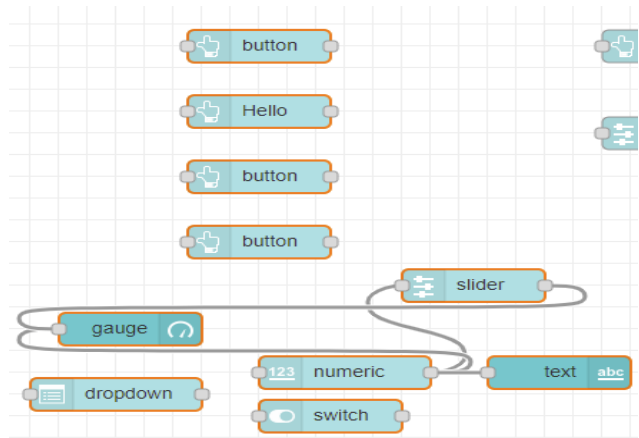 button
Hello
button
button
slider
gauge
123 numeric
text abc
dropdown
switch